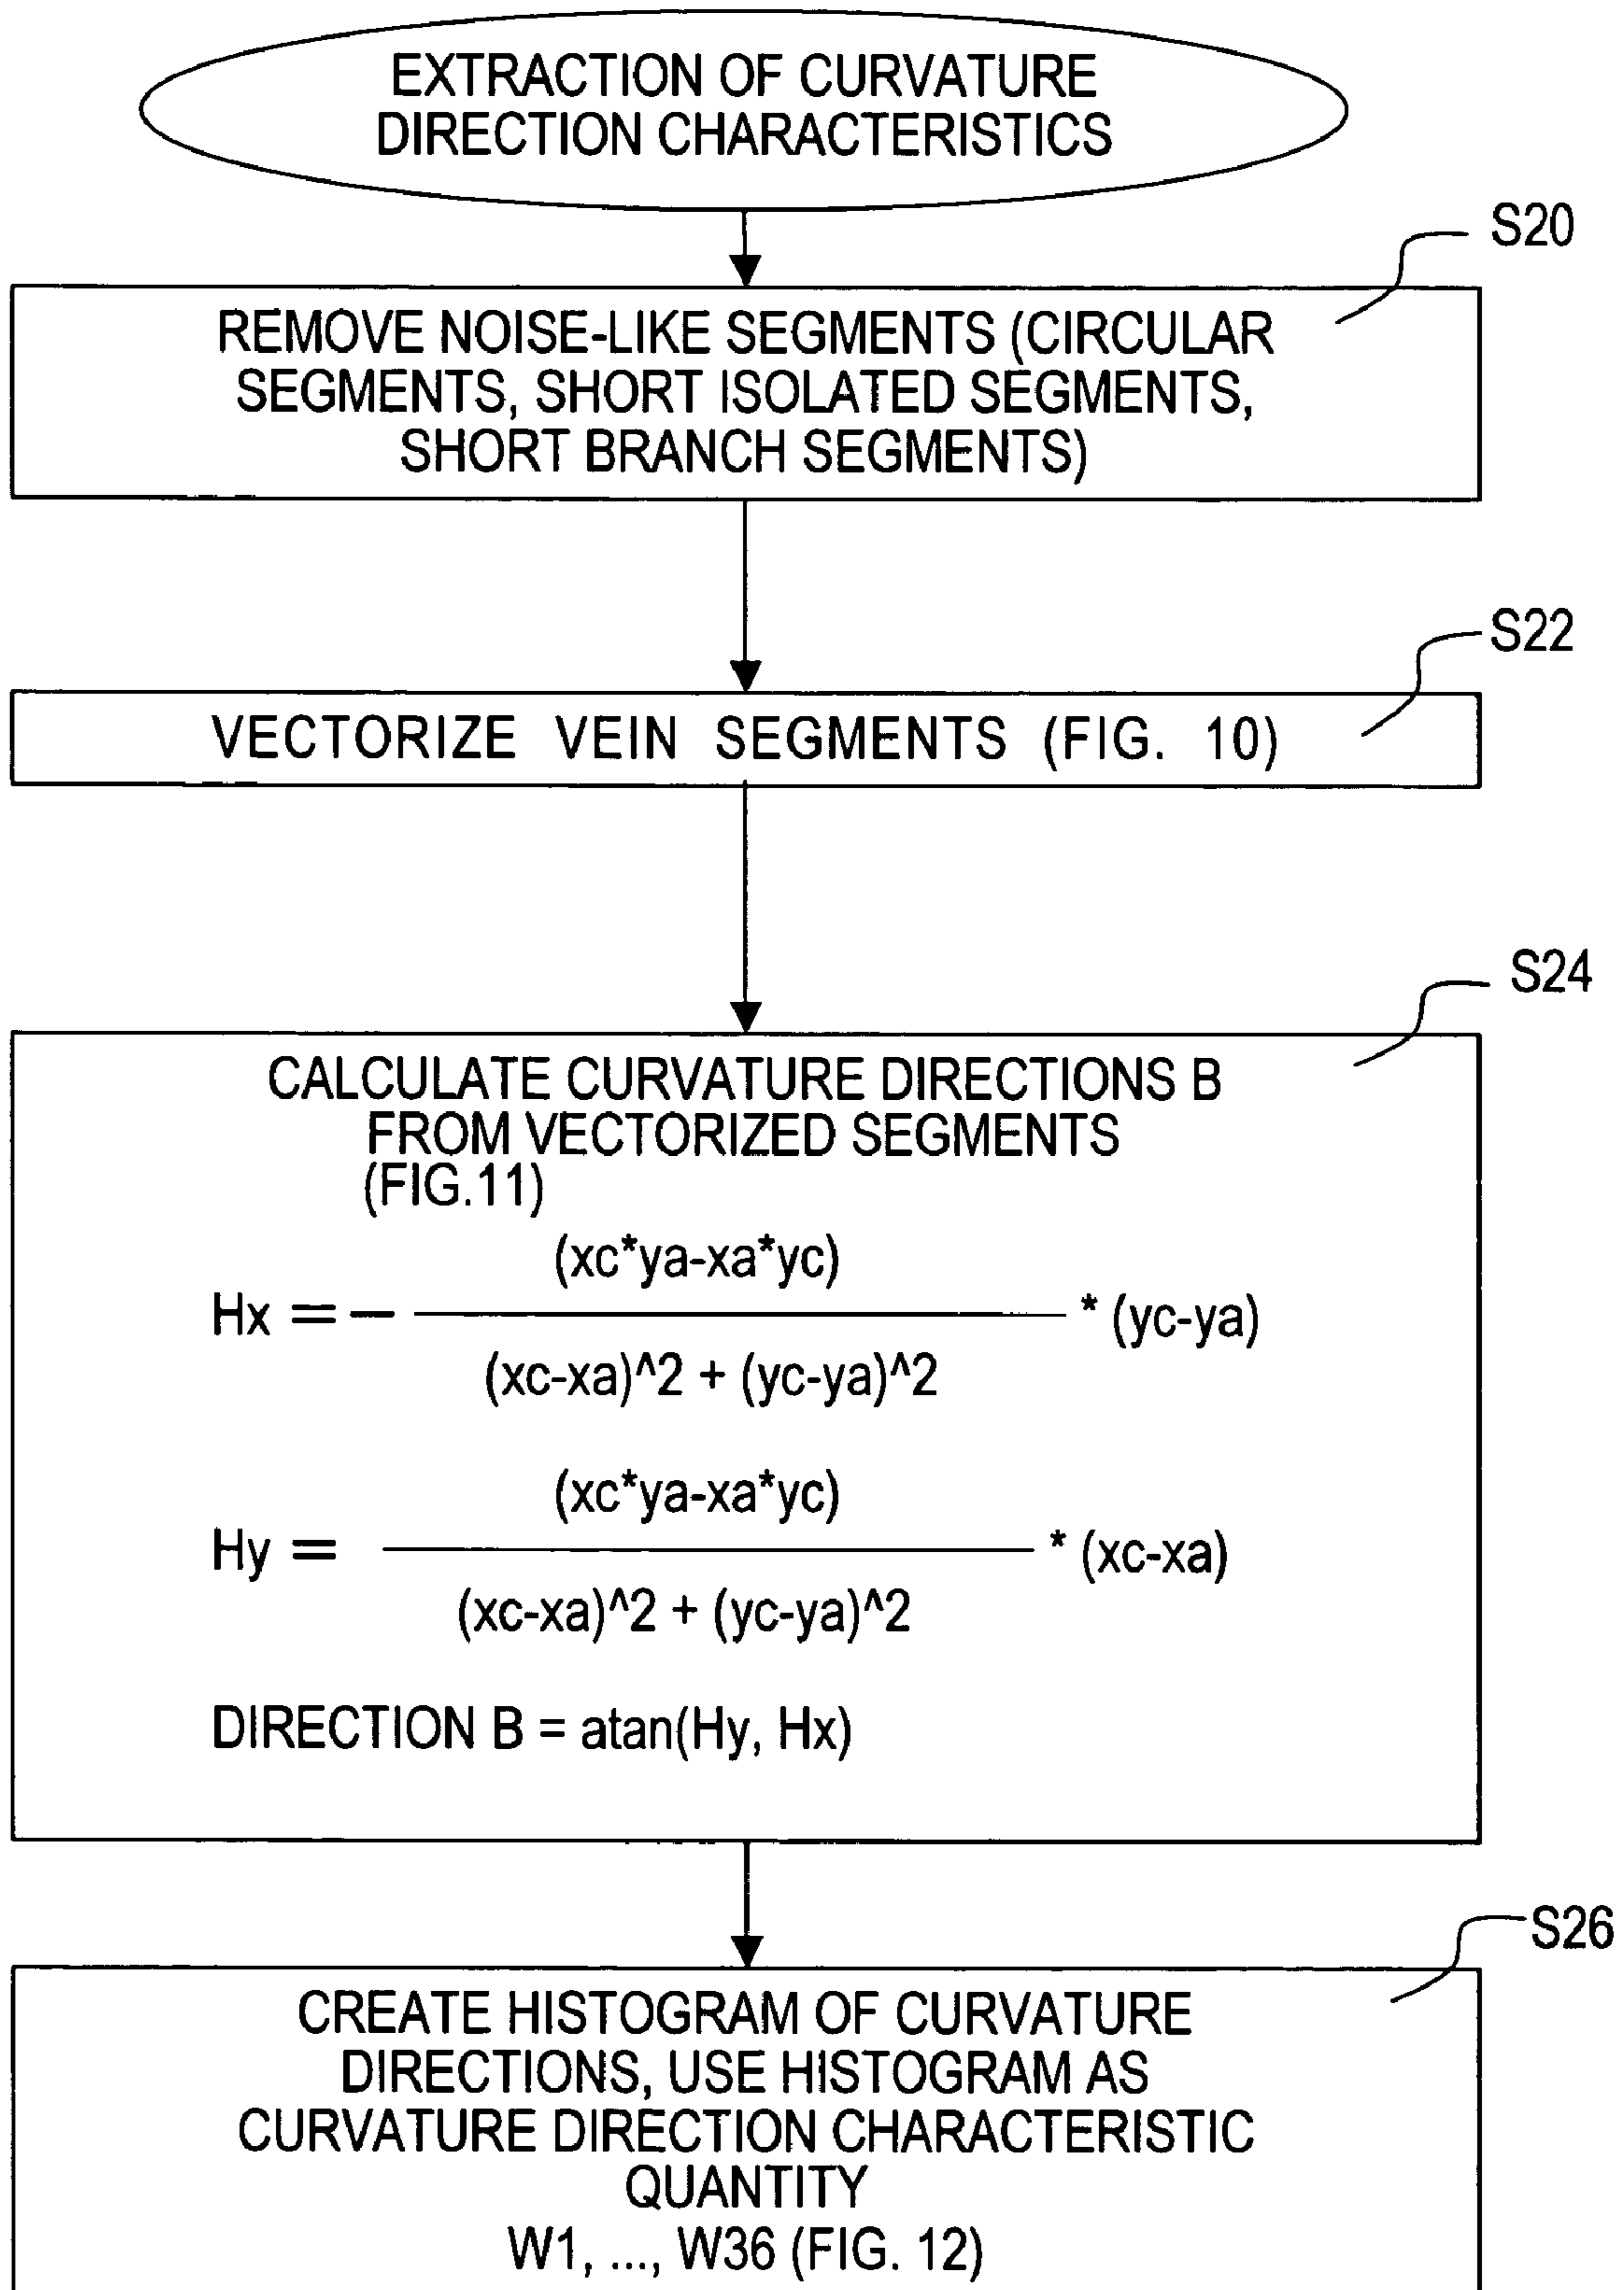 EXTRACTION OF CURVATURE
DIRECTION CHARACTERISTICS
S20
REMOVE NOISE-LIKE SEGMENTS (CIRCULAR
SEGMENTS, SHORT ISOLATED SEGMENTS,
SHORT BRANCH SEGMENTS)
S22
VECTORIZE VEIN SEGMENTS (FIG. 10)
S24
CALCULATE CURVATURE DIRECTIONS B
FROM VECTORIZED SEGMENTS
(FIG.11)
(xc*ya-xa*yc)
Hx = - * (yc-ya)
(xc-xa)^2 + (yc-ya)^2
(xc*ya-xa*yc)
Hy = * (xc-xa)
(xc-xa)^2 + (yc-ya)^2
DIRECTION B = atan(Hy, Hx)
S26
CREATE HISTOGRAM OF CURVATURE
DIRECTIONS, USE HISTOGRAM AS
CURVATURE DIRECTION CHARACTERISTIC
QUANTITY
W1, ..., W36 (FIG. 12)